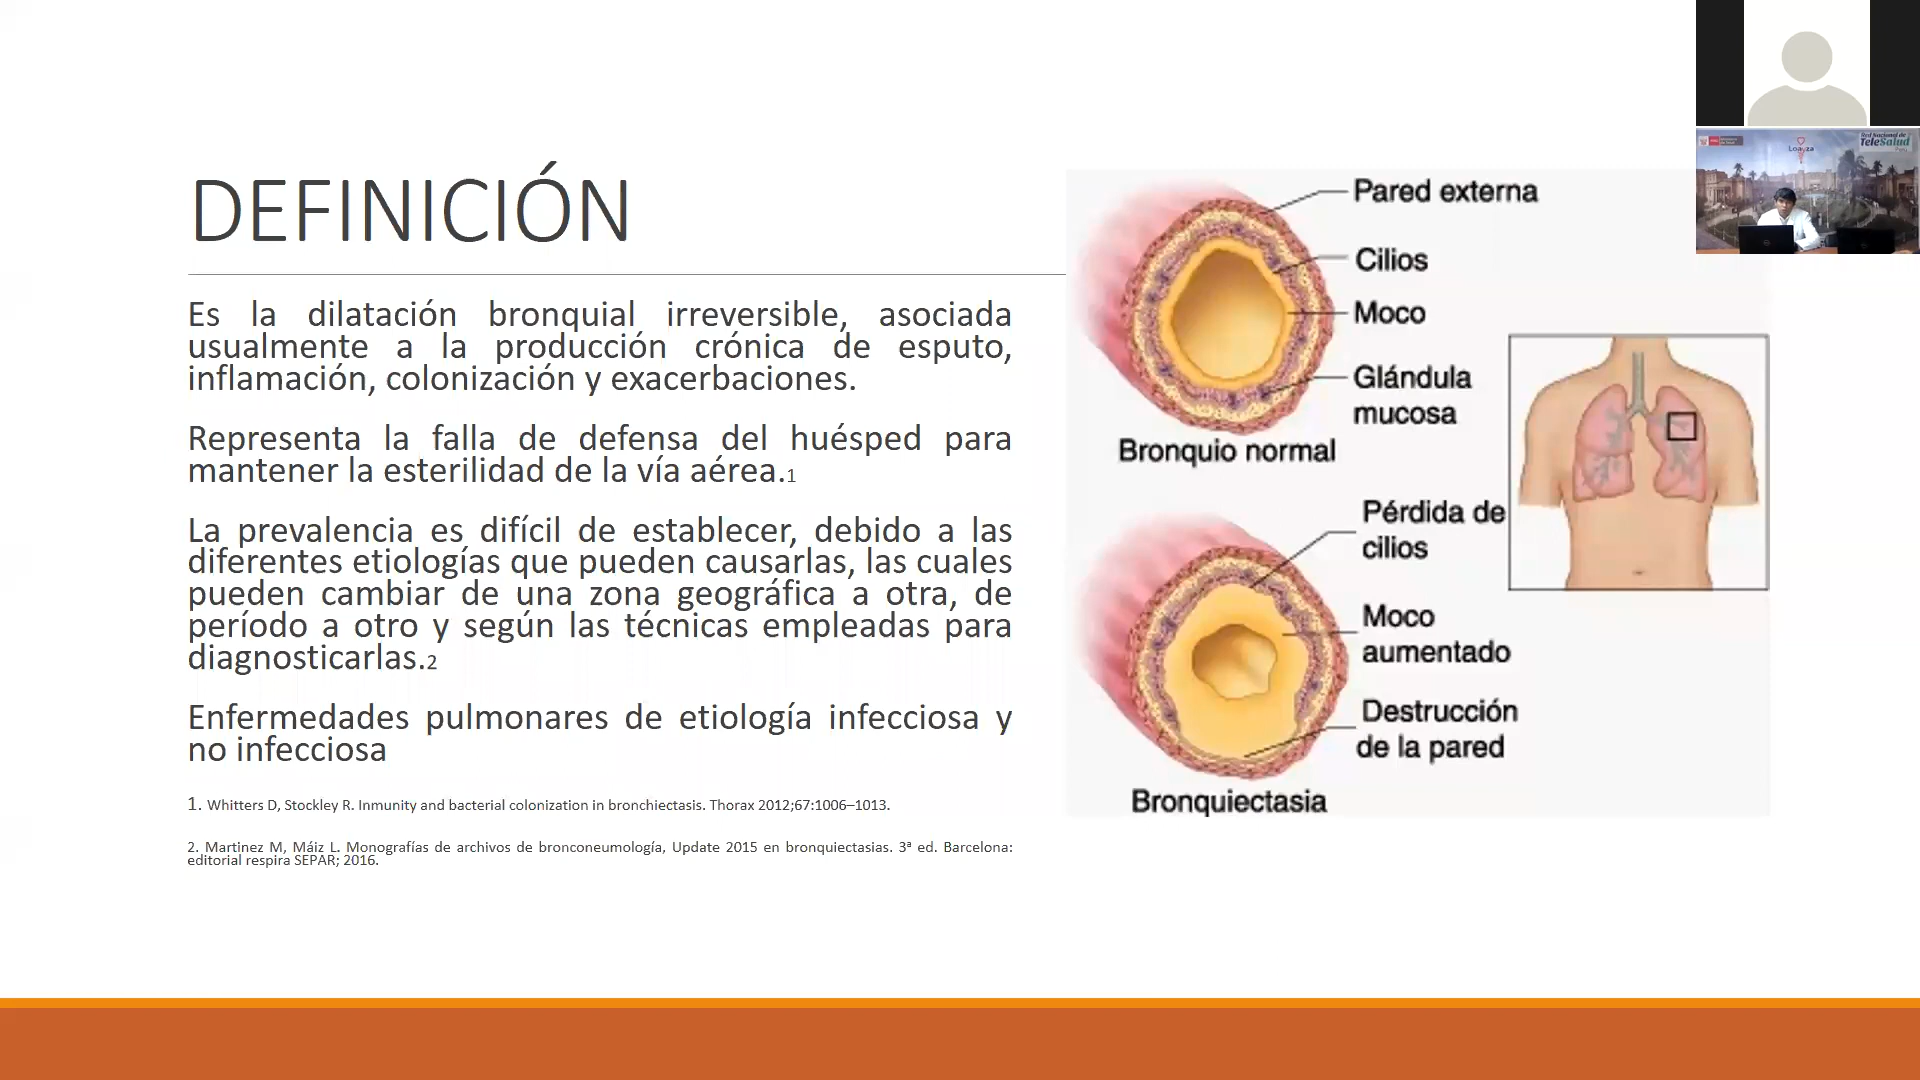 DEFINICIÓN
Es la dilatación bronquial irreversible, asociada
usualmente a la producción crónica de esputo,
inflamación, colonización y exacerbaciones.
Representa la falla de defensa del huésped para
mantener la esterilidad de la vía aérea.1
La prevalencia es difícil de establecer, debido a las
diferentes etiologías que pueden causarlas, las cuales
pueden cambiar de una zona geográfica a otra, de
período a otro y según las técnicas empleadas para
diagnosticarlas.2
Enfermedades pulmonares de etiología infecciosa y
no infecciosa
1. Whitters D, Stockley R. Inmunity and bacterial colonization in bronchiectasis. Thorax 2012;67:1006–1013.
2. Martinez M, Máiz L. Monografías de archivos de bronconeumología, Update 2015 en bronquiectasias. 3ª ed. Barcelona:
editorial respira SEPAR; 2016.
Pared externa
Cilios
Moco
Glándula
mucosa
Bronquio normal
Pérdida de
cilios
Moco
aumentado
Destrucción
de la pared
Bronquiectasia
Loayza
Red Nacional de
TeleSalud